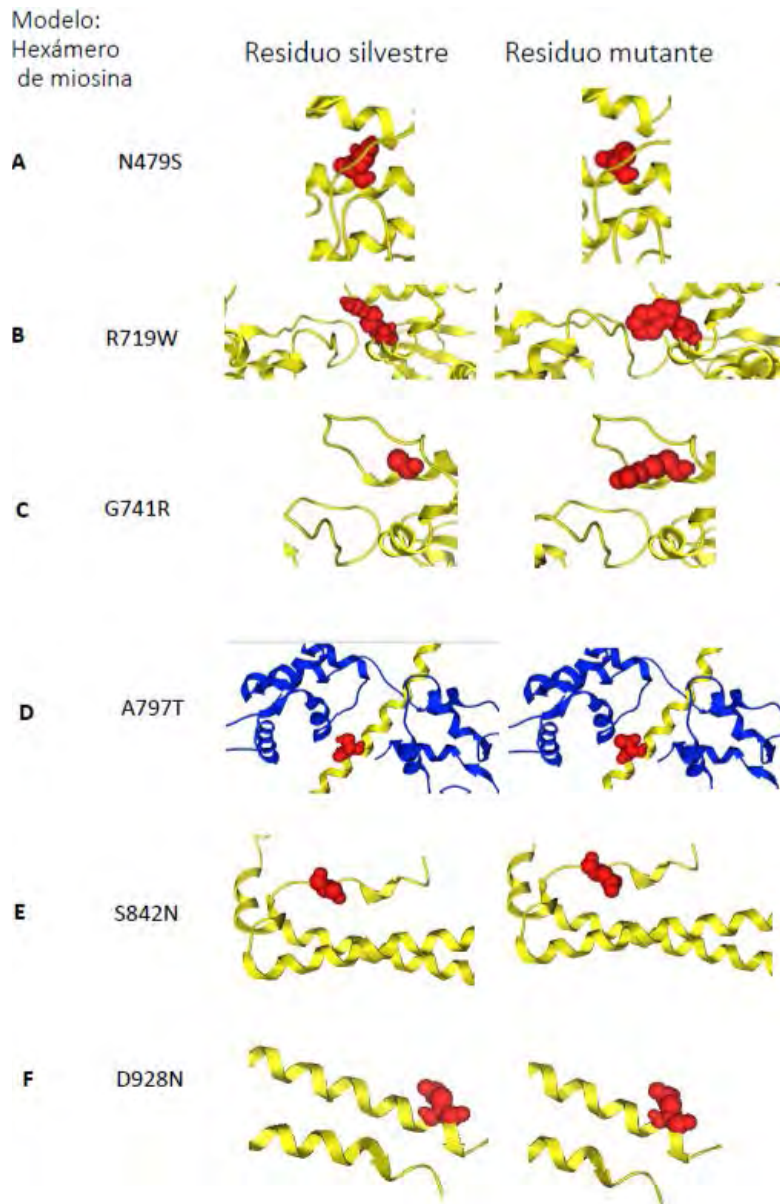 Modelo:
Hexámero
de miosina
Residuo silvestre
Residuo mutante
A N479S
B R719W
C G741R
D A797T
E S842N
F D928N